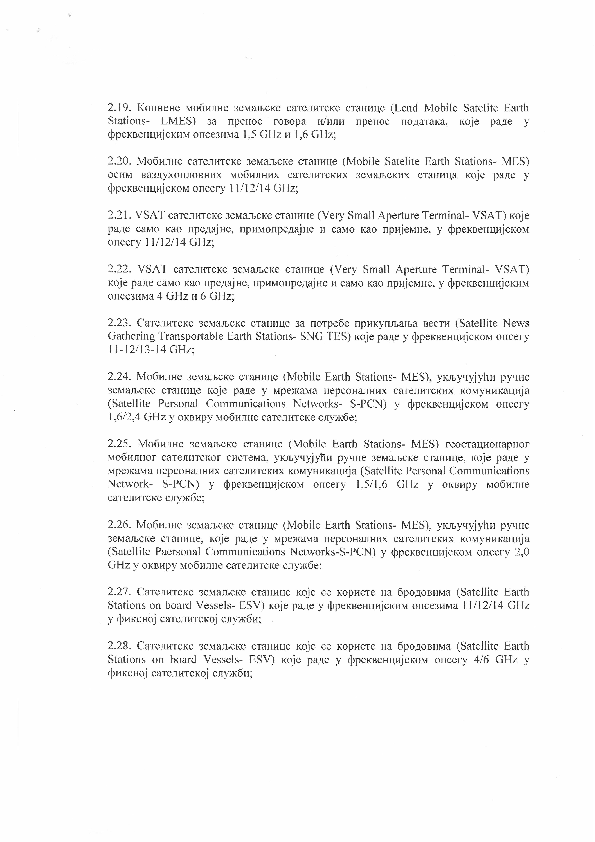 2.19. Копнене мобилне земаљске сателитске станице (Lend Mobile Satelite Earth
Stations- LMES) за пренос говора и/или пренос података, које раде у
фреквенцијским опсезима 1,5 GHz и 1,6 GHz;
2.20. Мобилне сателитске земаљске станице (Mobile Satelite Earth Stations- MES)
осим ваздухопловних мобилних сателитских земаљских станица које раде у
фреквенцијском опсегу 11/12/14 GHz;
2.21. VSAT сателитске земаљске станице (Very Small Aperture Terminal- VSAT) које
раде само као предајне, примопредајне и само као пријемне, у фреквенцијском
опсегу 11/12/14 GHz;
2.22. VSAT сателитске земаљске станице (Very Small Aperture Terminal- VSAT)
које раде само као предајне, примопредајне и само као пријемне, у фреквенцијским
опсезима 4 GHz и 6 GHz;
2.23. Сателитске земаљске станице за потребе прикупљања вести (Satellite News
Gathering Transportable Earth Stations- SNG TES) које раде у фреквенцијском опсегу
11-12/13-14 GHz;
2.24. Мобилне земаљске станице (Mobile Earth Stations- MES), укључујући ручне
земаљске станице које раде у мрежама персоналних сателитских комуникација
(Satellite Personal Communications Networks- S-PCN) у фреквенцијском опсегу
1,6/2,4 GHz у оквиру мобилне сателитске службе;
2.25. Мобилне земаљске станице (Mobile Earth Stations- MES) геостационарног
мобилног сателитског система, укључујући ручне земаљске станице, које раде у
мрежама персоналних сателитских комуникација (Satellite Personal Communications
Network- S-PCN) у фреквенцијском опсегу 1,5/1,6 GHz у оквиру мобилне
сателитске службе;
2.26. Мобилне земаљске станице (Mobile Earth Stations- MES), укључујући ручне
земаљске станице, које раде у мрежама персоналних сателитских комуникација
(Satellite Paersonal Communications Networks-S-PCN) у фреквенцијском опсегу 2,0
GHz у оквиру мобилне сателитске службе;
2.27. Сателитске земаљске станице које се користе на бродовима (Satellite Earth
Stations on board Vessels- ESV) које раде у фреквенцијским опсезима 11/12/14 GHz
у фиксној сателитској служби;
2.28. Сателитске земаљске станице које се користе на бродовима (Satellite Earth
Stations on board Vessels- ESV) које раде у фреквенцијском опсегу 4/6 GHz у
фиксној сателитској служби;